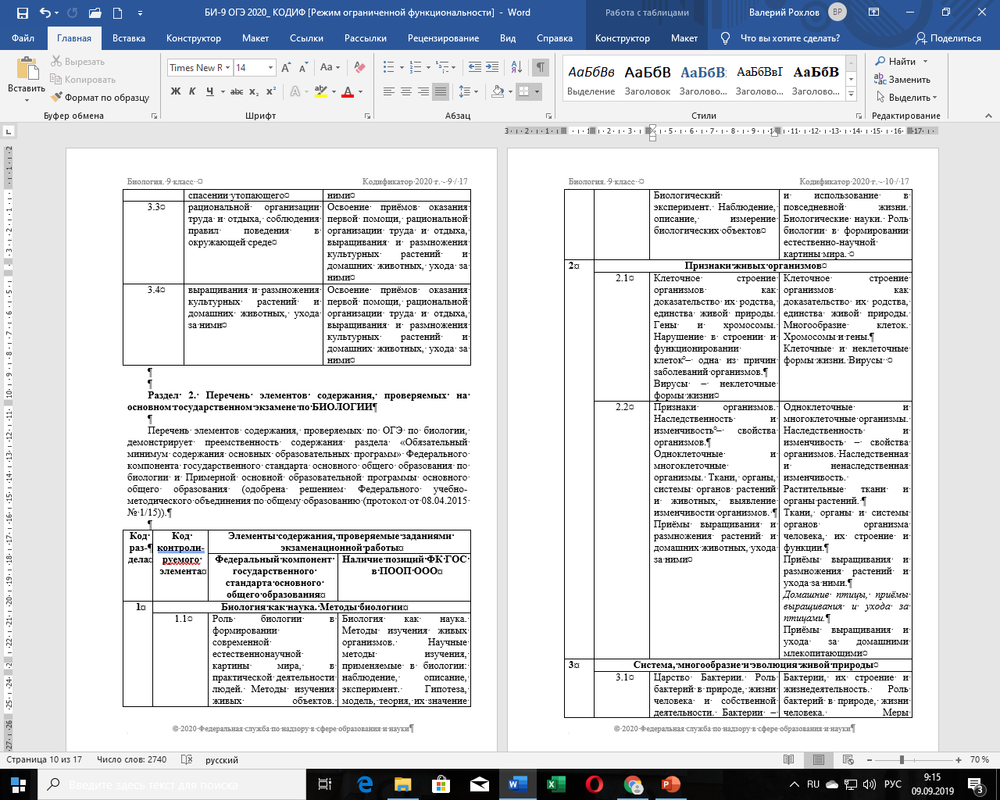 БИ-9 ОГЭ 2020_ КОДИФ [Режим ограниченной функциональности] - Word
Работа с таблицами
Валерий Рохлов
ВР
Файл Главная Вставка Конструктор Макет Ссылки Рассылки Рецензирование Вид Справка Конструктор Макет Что вы хотите сделать? Поделиться
Вставить
Вырезать
Копировать
Формат по образцу
Буфер обмена
Times New R 14
Ж К Ч abc x₂ x²
Шрифт
Абзац
АаБбВв АаБбВ АаБбВ АаБбВвІ АаБбВ
Выделение Заголовок Заголово... Заголово... Заголово...
Стили
Найти
Заменить
Выделить
Редактирование
Биология. 9 класс
Кодификатор 2020 г. - 9 / 17
спасении утопающего
ними
3.3
рациональной организации
труда и отдыха, соблюдения
правил поведения в
окружающей среде
Освоение приёмов оказания
первой помощи, рациональной
организации труда и отдыха,
выращивания и размножения
культурных растений и
домашних животных, ухода за
ними
3.4
выращивания и размножения
культурных растений и
домашних животных, ухода
за ними
Освоение приёмов оказания
первой помощи, рациональной
организации труда и отдыха,
выращивания и размножения
культурных растений и
домашних животных, ухода за
ними
Раздел 2. Перечень элементов содержания, проверяемых на
основном государственном экзамене по БИОЛОГИИ
Перечень элементов содержания, проверяемых по ОГЭ по биологии,
демонстрирует преемственность содержания раздела «Обязательный
минимум содержания основных образовательных программ» Федерального
компонента государственного стандарта основного общего образования по
биологии и Примерной основной образовательной программы основного
общего образования (одобрена решением Федерального учебно-
методического объединения по общему образованию (протокол от 08.04.2015
№ 1/15)).
Код
раз-
дела
Код
контроли-
руемого
элемента
Элементы содержания, проверяемые заданиями
экзаменационной работы
Федеральный компонент
государственного
стандарта основного
общего образования
Наличие позиций ФК ГОС
в ПООП ООО
1
Биология как наука. Методы биологии
1.1
Роль биологии в
формировании
современной
естественнонаучной
картины мира, в
практической деятельности
людей. Методы изучения
живых объектов.
Биология как наука.
Методы изучения живых
организмов. Научные
методы изучения,
применяемые в биологии:
наблюдение, описание,
эксперимент. Гипотеза,
модель, теория, их значение
© 2020 Федеральная служба по надзору в сфере образования и науки
Биология. 9 класс
Кодификатор 2020 г. - 10 / 17
Биологический
эксперимент. Наблюдение,
описание, измерение
биологических объектов
и использование в
повседневной жизни.
Биологические науки. Роль
биологии в формировании
естественно-научной
картины мира.
2
Признаки живых организмов
2.1
Клеточное строение
организмов как
доказательство их родства,
единства живой природы.
Гены и хромосомы.
Нарушение в строении и
функционировании
клеток – одна из причин
заболеваний организмов.
Вирусы – неклеточные
формы жизни
Клеточное строение
организмов как
доказательство их родства,
единства живой природы.
Многообразие клеток.
Хромосомы и гены.
Клеточные и неклеточные
формы жизни. Вирусы
2.2
Признаки организмов.
Наследственность и
изменчивость – свойства
организмов.
Одноклеточные и
многоклеточные
организмы. Ткани, органы,
системы органов растений
и животных, выявление
изменчивости организмов.
Приёмы выращивания и
размножения растений и
домашних животных, ухода
за ними
Одноклеточные и
многоклеточные организмы.
Наследственность и
изменчивость – свойства
организмов. Наследственная
и ненаследственная
изменчивость.
Растительные ткани и
органы растений.
Ткани, органы и системы
органов организма
человека, их строение и
функции.
Приёмы выращивания и
размножения растений и
ухода за ними.
Домашние птицы, приёмы
выращивания и ухода за
птицами.
Приёмы выращивания и
ухода за домашними
млекопитающими
3
Система, многообразие и эволюция живой природы
3.1
Царство Бактерии. Роль
бактерий в природе, жизни
человека и собственной
деятельности. Бактерии –
Бактерии, их строение и
жизнедеятельность. Роль
бактерий в природе, жизни
человека. Меры
© 2020 Федеральная служба по надзору в сфере образования и науки
Страница 10 из 17 Число слов: 2740 русский 70 %
Введите здесь текст для поиска
RU РУС
9:15
09.09.2019
3